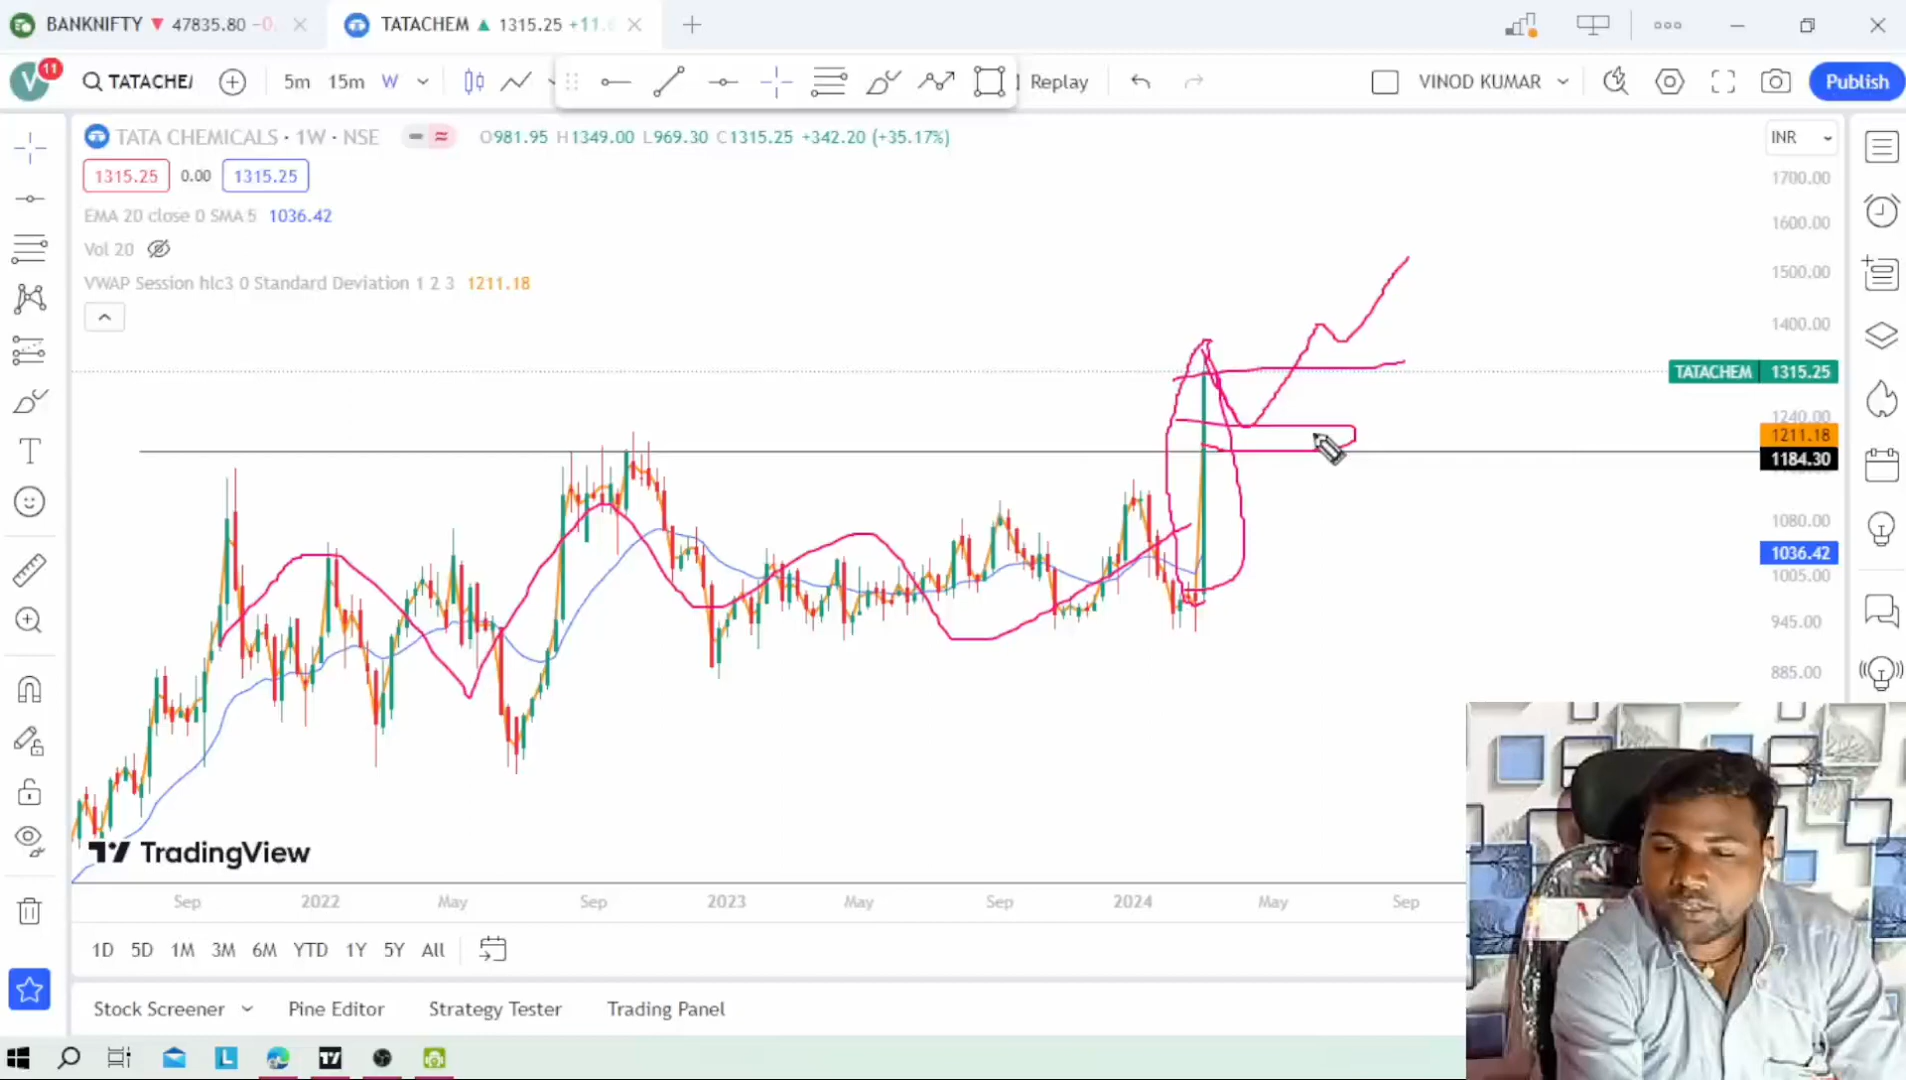 BANKNIFTY ▼ 47835.80 −0.
TATACHEM ▲ 1315.25 +11.
11
V
TATACHE
5m 15m W
Replay
VINOD KUMAR
Publish
TATA CHEMICALS · 1W · NSE
O981.95 H1349.00 L969.30 C1315.25 +342.20 (+35.17%)
INR
1315.25 0.00 1315.25
EMA 20 close 0 SMA 5 1036.42
Vol 20
VWAP Session hlc3 0 Standard Deviation 1 2 3 1211.18
1700.00
1600.00
1500.00
1400.00
TATACHEM 1315.25
1240.00
1211.18
1184.30
1080.00
1036.42
1005.00
945.00
885.00
TradingView
Sep 2022 May Sep 2023 May Sep 2024 May Sep
1D 5D 1M 3M 6M YTD 1Y 5Y All
Stock Screener Pine Editor Strategy Tester Trading Panel
L